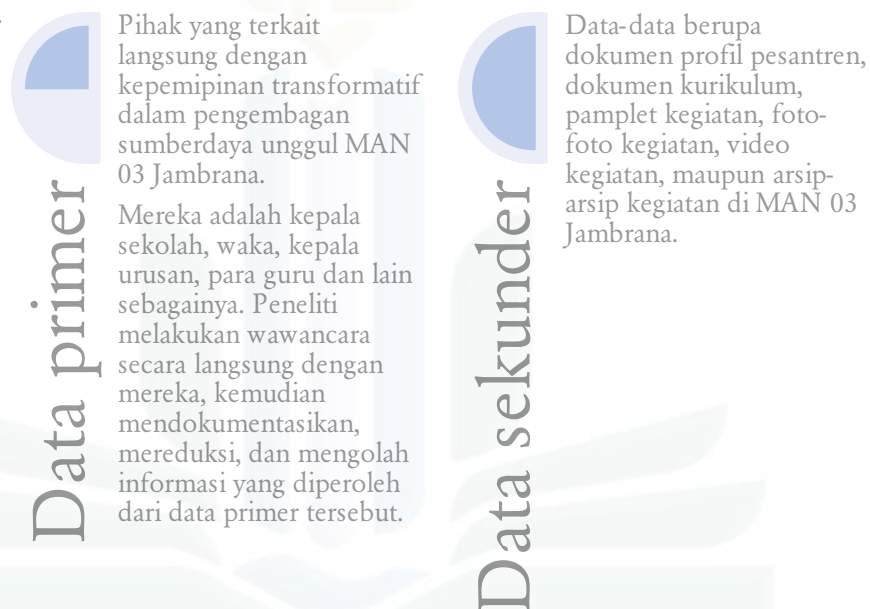 Data primer
Pihak yang terkait
langsung dengan
kepemipinan transformatif
dalam pengembagan
sumberdaya unggul MAN
03 Jambrana.
Mereka adalah kepala
sekolah, waka, kepala
urusan, para guru dan lain
sebagainya. Peneliti
melakukan wawancara
secara langsung dengan
mereka, kemudian
mendokumentasikan,
mereduksi, dan mengolah
informasi yang diperoleh
dari data primer tersebut.
Data sekunder
Data-data berupa
dokumen profil pesantren,
dokumen kurikulum,
pamplet kegiatan, foto-
foto kegiatan, video
kegiatan, maupun arsip-
arsip kegiatan di MAN 03
Jambrana.